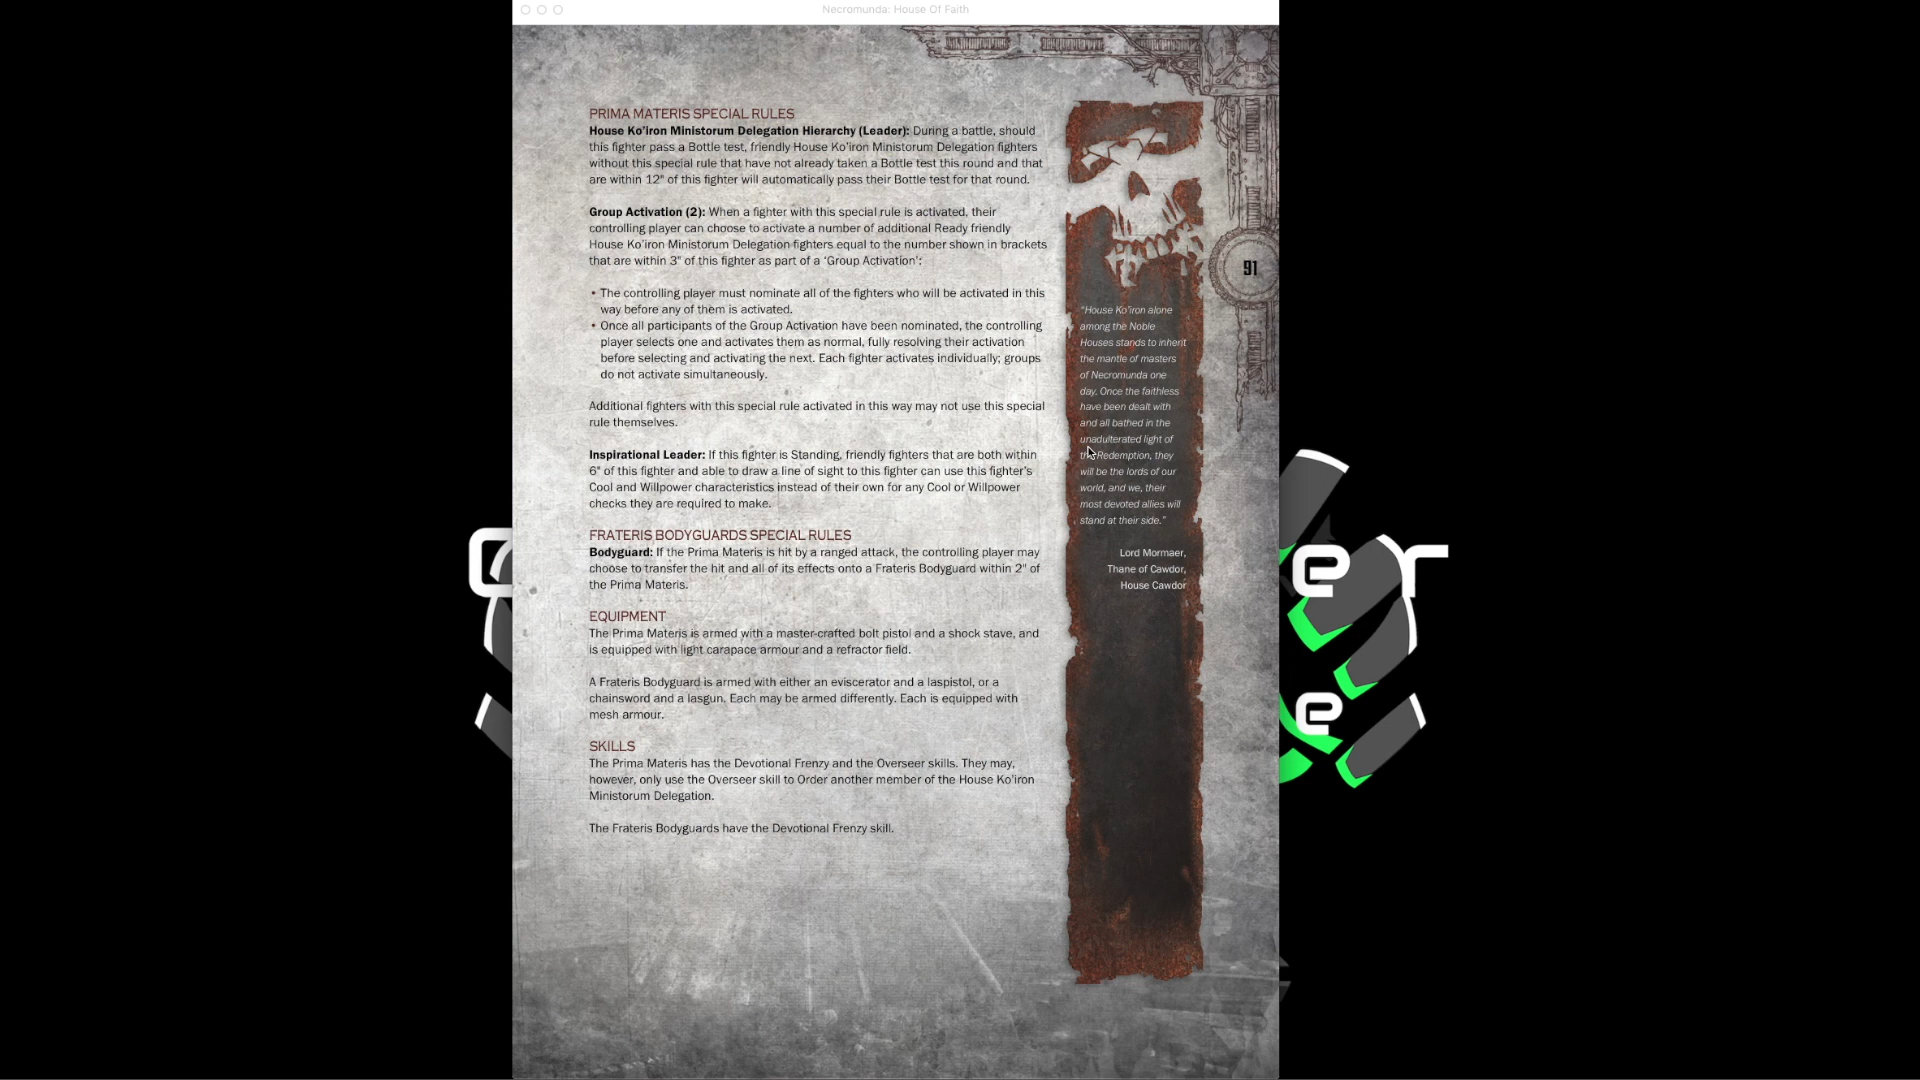 Necromunda: House Of Faith
PRIMA MATERIS SPECIAL RULES
House Ko'iron Ministorum Delegation Hierarchy (Leader): During a battle, should
this fighter pass a Bottle test, friendly House Ko'iron Ministorum Delegation fighters
without this special rule that have not already taken a Bottle test this round and that
are within 12" of this fighter will automatically pass their Bottle test for that round.
Group Activation (2): When a fighter with this special rule is activated, their
controlling player can choose to activate a number of additional Ready friendly
House Ko'iron Ministorum Delegation fighters equal to the number shown in brackets
that are within 3" of this fighter as part of a 'Group Activation':
• The controlling player must nominate all of the fighters who will be activated in this
way before any of them is activated.
• Once all participants of the Group Activation have been nominated, the controlling
player selects one and activates them as normal, fully resolving their activation
before selecting and activating the next. Each fighter activates individually; groups
do not activate simultaneously.
Additional fighters with this special rule activated in this way may not use this special
rule themselves.
Inspirational Leader: If this fighter is Standing, friendly fighters that are both within
6" of this fighter and able to draw a line of sight to this fighter can use this fighter's
Cool and Willpower characteristics instead of their own for any Cool or Willpower
checks they are required to make.
FRATERIS BODYGUARDS SPECIAL RULES
Bodyguard: If the Prima Materis is hit by a ranged attack, the controlling player may
choose to transfer the hit and all of its effects onto a Frateris Bodyguard within 2" of
the Prima Materis.
EQUIPMENT
The Prima Materis is armed with a master-crafted bolt pistol and a shock stave, and
is equipped with light carapace armour and a refractor field.
A Frateris Bodyguard is armed with either an eviscerator and a laspistol, or a
chainsword and a lasgun. Each may be armed differently. Each is equipped with
mesh armour.
SKILLS
The Prima Materis has the Devotional Frenzy and the Overseer skills. They may,
however, only use the Overseer skill to Order another member of the House Ko'iron
Ministorum Delegation.
The Frateris Bodyguards have the Devotional Frenzy skill.
91
"House Ko'iron alone
among the Noble
Houses stands to inherit
the mantle of masters
of Necromunda one
day. Once the faithless
have been dealt with
and all bathed in the
unadulterated light of
the Redemption, they
will be the lords of our
world, and we, their
most devoted allies will
stand at their side."
Lord Mormaer,
Thane of Cawdor,
House Cawdor
er
e